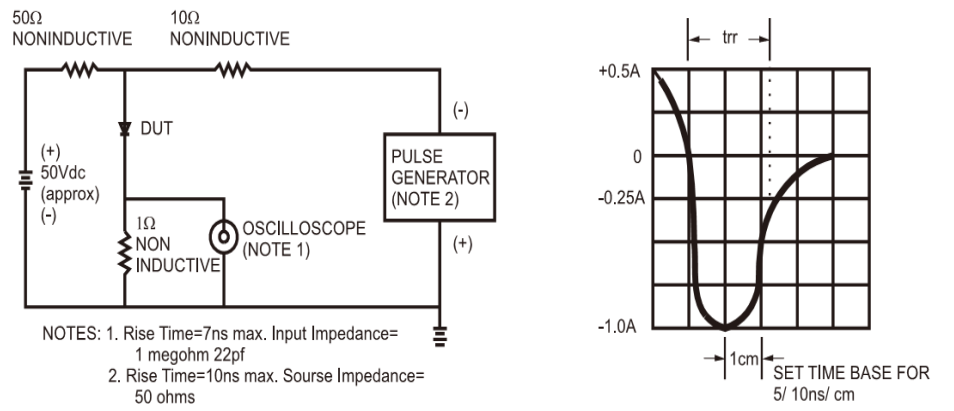 50Ω
NONINDUCTIVE
10Ω
NONINDUCTIVE
DUT
(+)
50Vdc
(approx)
(-)
1Ω
NON
INDUCTIVE
OSCILLOSCOPE
(NOTE 1)
(-)
PULSE
GENERATOR
(NOTE 2)
(+)
NOTES: 1. Rise Time=7ns max. Input Impedance=
1 megohm 22pf
2. Rise Time=10ns max. Sourse Impedance=
50 ohms
trr
+0.5A
0
-0.25A
-1.0A
1cm
SET TIME BASE FOR
5/ 10ns/ cm